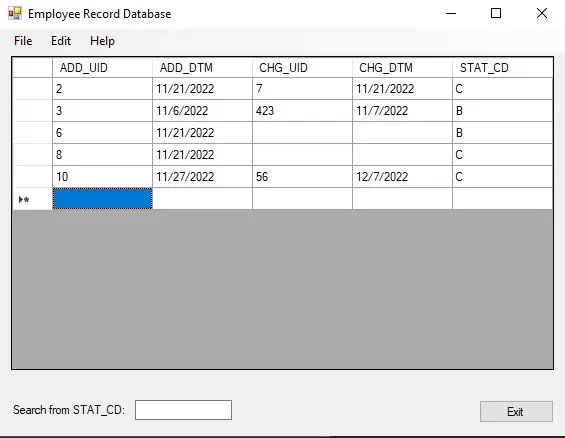 Employee Record Database
File Edit Help
ADD_UID ADD_DTM CHG_UID CHG_DTM STAT_CD
2 11/21/2022 7 11/21/2022 C
3 11/6/2022 423 11/7/2022 B
6 11/21/2022 B
8 11/21/2022 C
10 11/27/2022 56 12/7/2022 C
Search from STAT_CD:
Exit